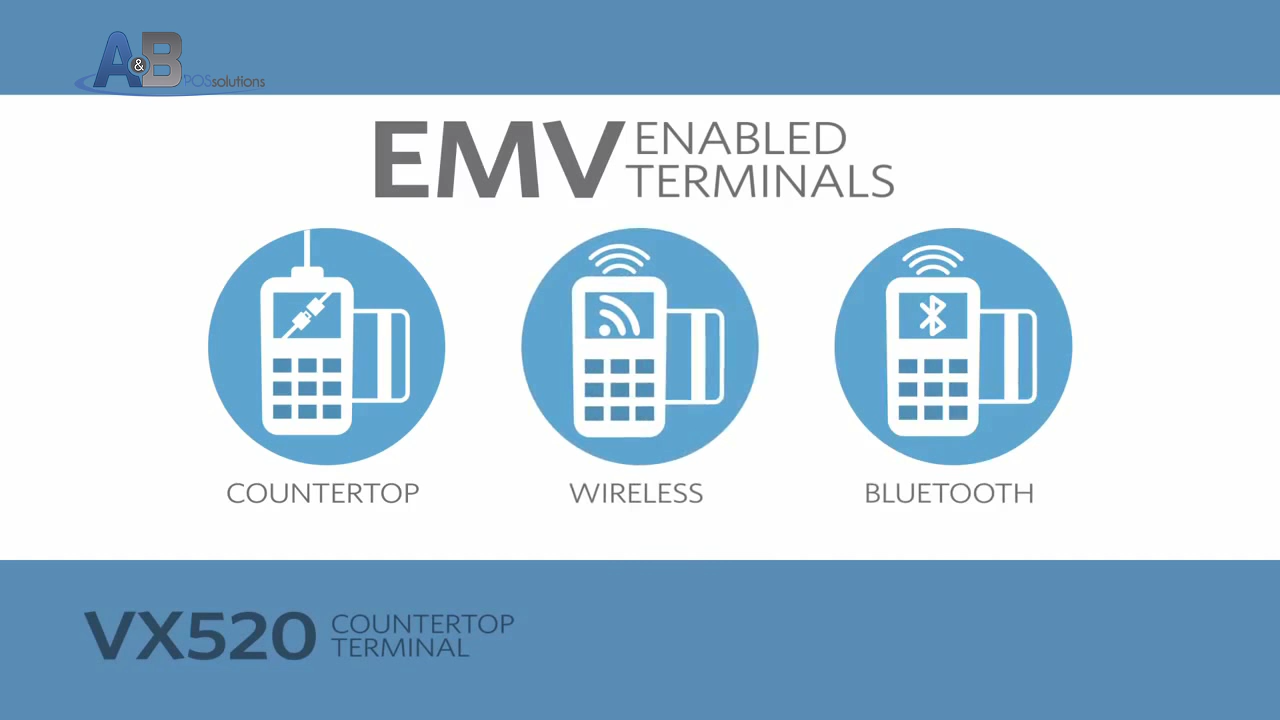 A&B POSsolutions
EMV ENABLED
TERMINALS
COUNTERTOP
WIRELESS
BLUETOOTH
VX520 COUNTERTOP
TERMINAL